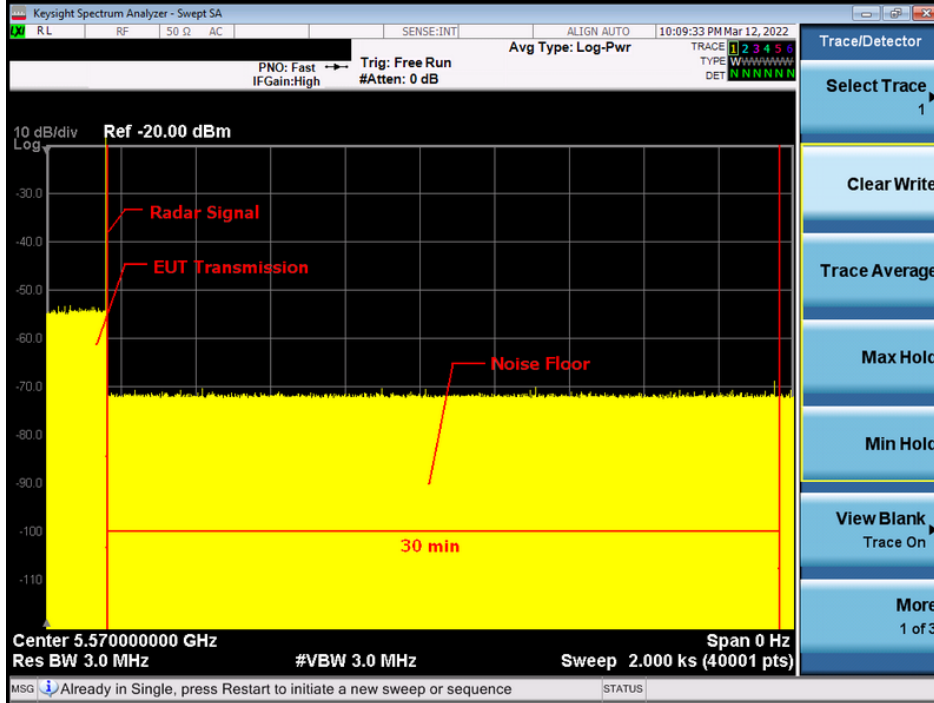 Keysight Spectrum Analyzer - Swept SA
LXI RL RF 50 Ω AC SENSE:INT ALIGN AUTO 10:09:33 PM Mar 12, 2022
Avg Type: Log-Pwr TRACE 1 2 3 4 5 6
PNO: Fast Trig: Free Run TYPE WWWWWW
IFGain:High #Atten: 0 dB DET N N N N N N
10 dB/div Ref -20.00 dBm
Log
-30.0
Radar Signal
-40.0
EUT Transmission
-50.0
-60.0
Noise Floor
-70.0
-80.0
-90.0
-100
30 min
-110
Center 5.570000000 GHz Span 0 Hz
Res BW 3.0 MHz #VBW 3.0 MHz Sweep 2.000 ks (40001 pts)
MSG Already in Single, press Restart to initiate a new sweep or sequence STATUS
Trace/Detector
Select Trace
1
Clear Write
Trace Average
Max Hold
Min Hold
View Blank
Trace On
More
1 of 3